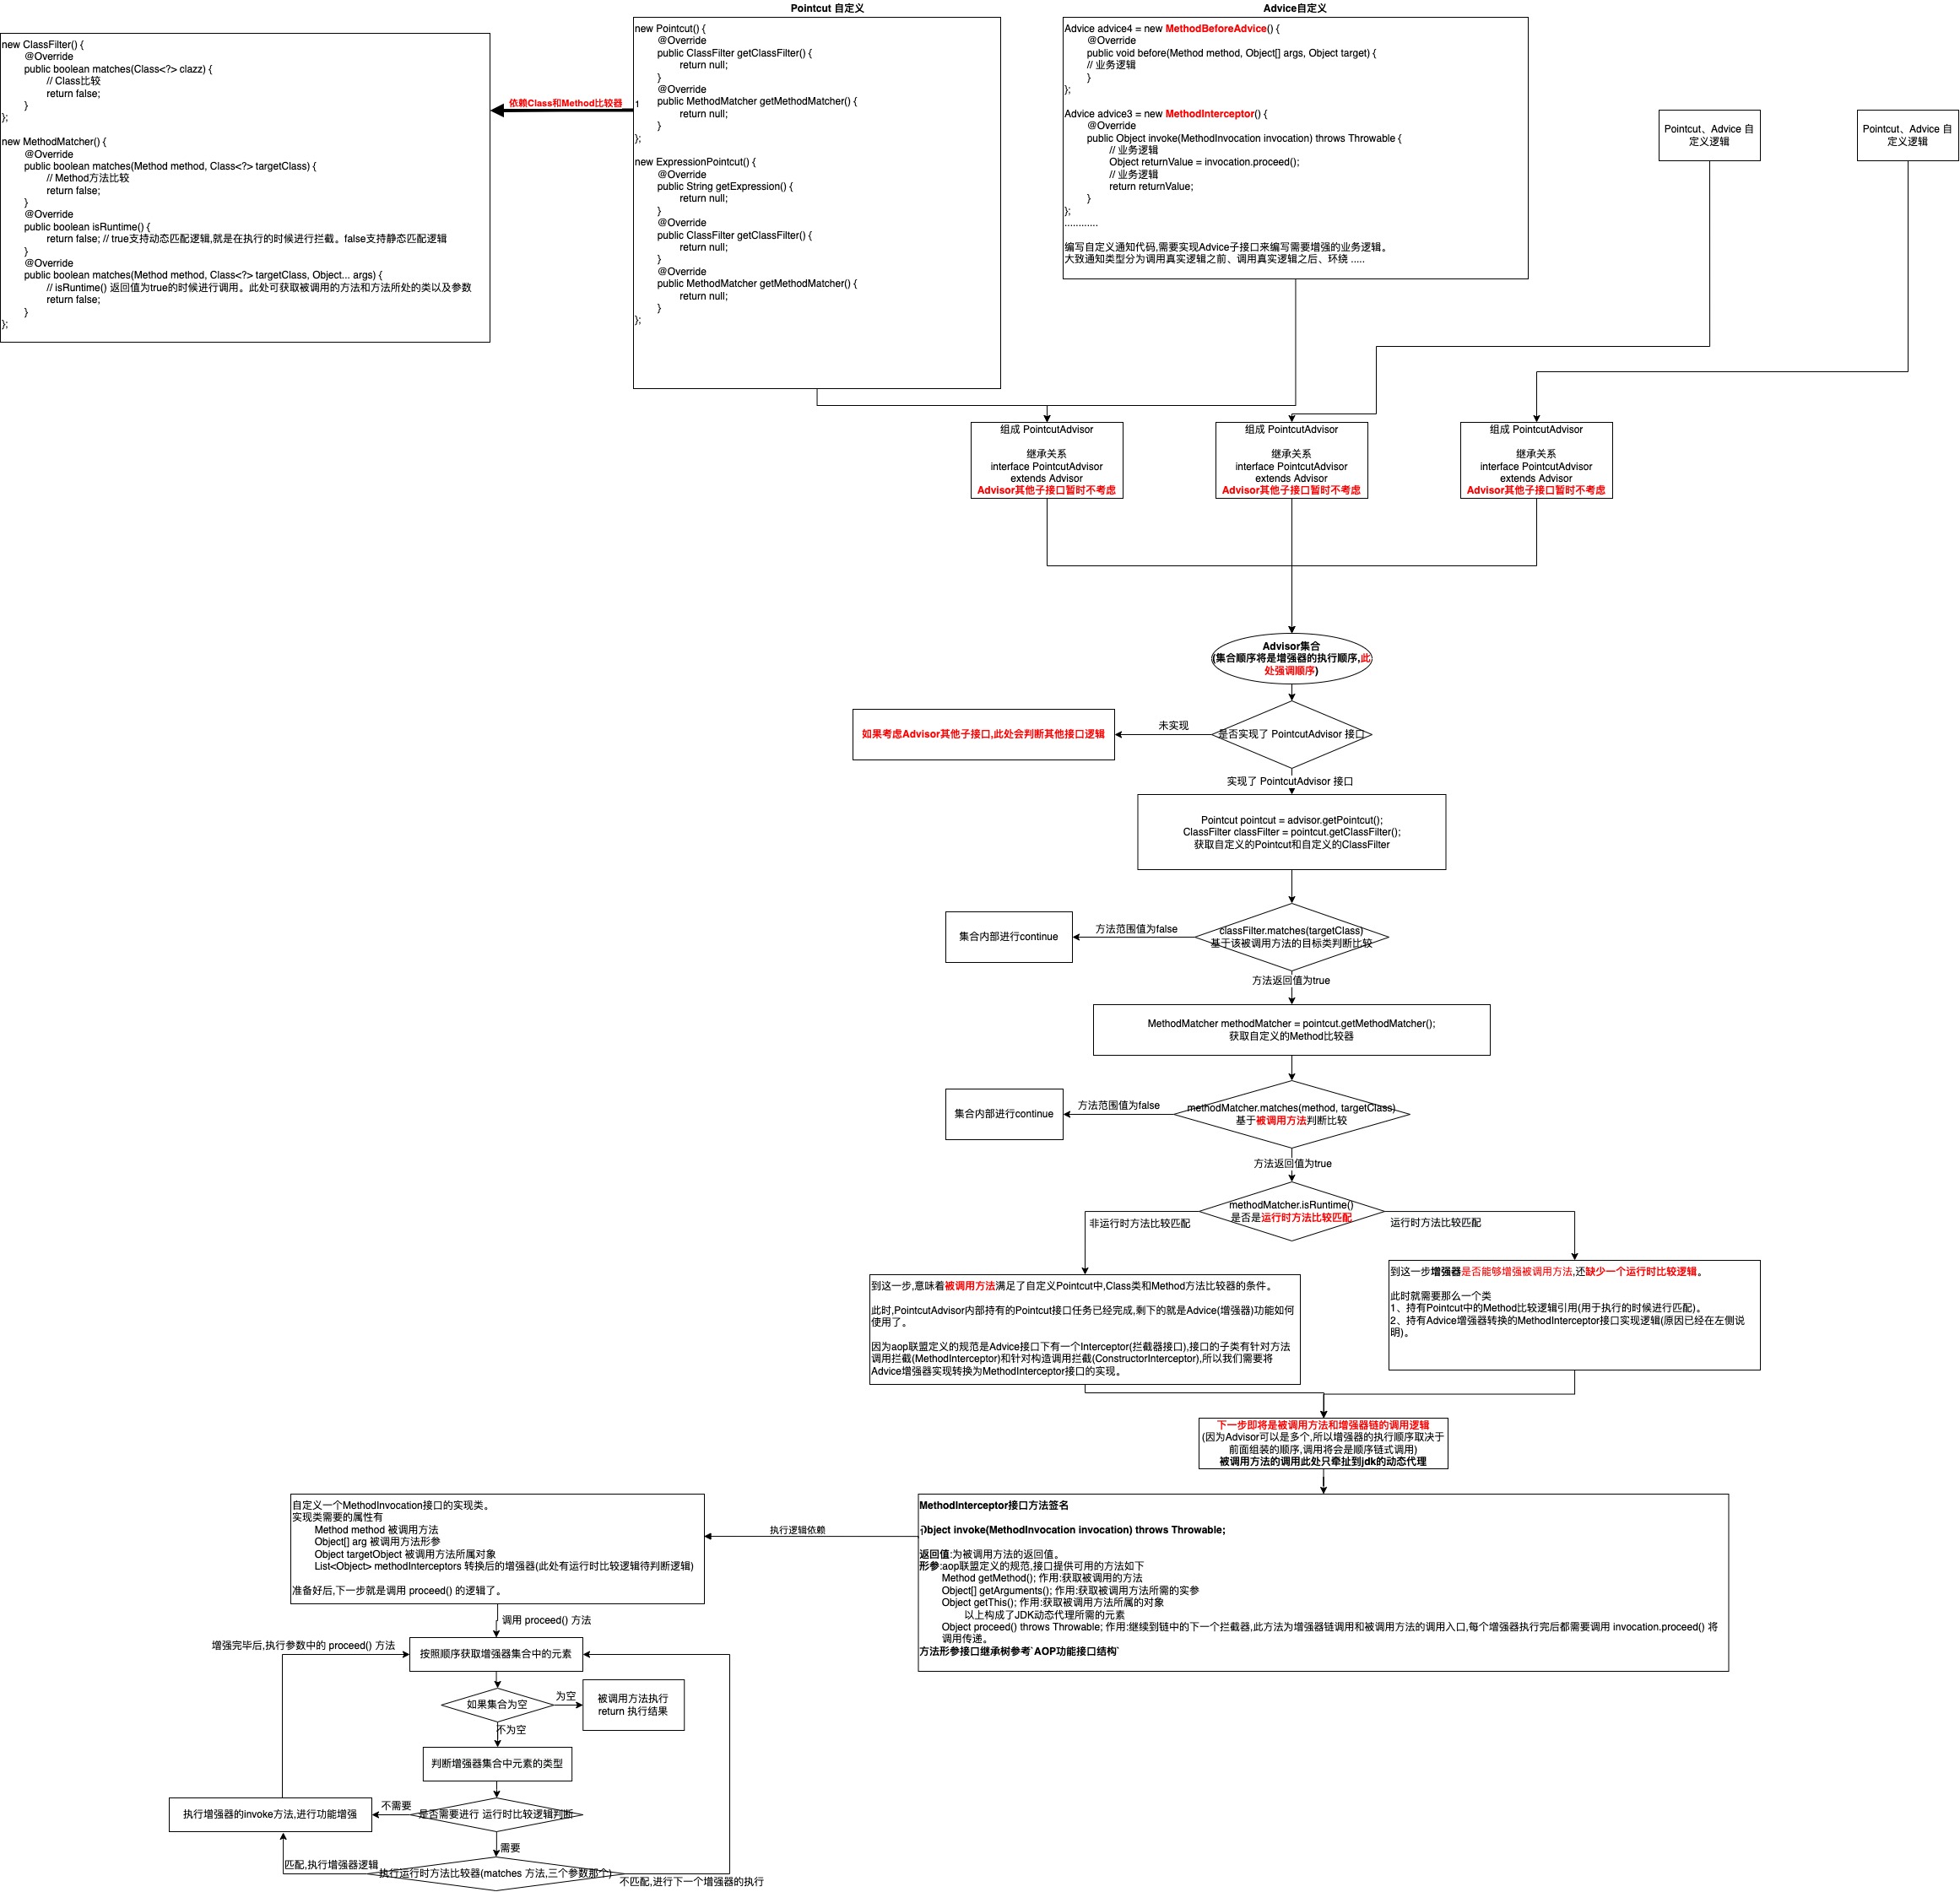 Pointcut 自定义
new Pointcut() {
@Override
public ClassFilter getClassFilter() {
return null;
}
@Override
public MethodMatcher getMethodMatcher() {
return null;
}
};
new ExpressionPointcut() {
@Override
public String getExpression() {
return null;
}
@Override
public ClassFilter getClassFilter() {
return null;
}
@Override
public MethodMatcher getMethodMatcher() {
return null;
}
};
1
依赖Class和Method比较器
new ClassFilter() {
@Override
public boolean matches(Class<?> clazz) {
// Class比较
return false;
}
};
new MethodMatcher() {
@Override
public boolean matches(Method method, Class<?> targetClass) {
// Method方法比较
return false;
}
@Override
public boolean isRuntime() {
return false; // true支持动态匹配逻辑,就是在执行的时候进行拦截。false支持静态匹配逻辑
}
@Override
public boolean matches(Method method, Class<?> targetClass, Object... args) {
// isRuntime() 返回值为true的时候进行调用。此处可获取被调用的方法和方法所处的类以及参数
return false;
}
};
Advice自定义
Advice advice4 = new MethodBeforeAdvice() {
@Override
public void before(Method method, Object[] args, Object target) {
// 业务逻辑
}
};
Advice advice3 = new MethodInterceptor() {
@Override
public Object invoke(MethodInvocation invocation) throws Throwable {
// 业务逻辑
Object returnValue = invocation.proceed();
// 业务逻辑
return returnValue;
}
};
............
编写自定义通知代码,需要实现Advice子接口来编写需要增强的业务逻辑。
大致通知类型分为调用真实逻辑之前、调用真实逻辑之后、环绕 .....
Pointcut、Advice 自
定义逻辑
Pointcut、Advice 自
定义逻辑
组成 PointcutAdvisor
继承关系
interface PointcutAdvisor
extends Advisor
Advisor其他子接口暂时不考虑
组成 PointcutAdvisor
继承关系
interface PointcutAdvisor
extends Advisor
Advisor其他子接口暂时不考虑
组成 PointcutAdvisor
继承关系
interface PointcutAdvisor
extends Advisor
Advisor其他子接口暂时不考虑
Advisor集合
(集合顺序将是增强器的执行顺序,此
处强调顺序)
是否实现了 PointcutAdvisor 接口
未实现
如果考虑Advisor其他子接口,此处会判断其他接口逻辑
实现了 PointcutAdvisor 接口
Pointcut pointcut = advisor.getPointcut();
ClassFilter classFilter = pointcut.getClassFilter();
获取自定义的Pointcut和自定义的ClassFilter
classFilter.matches(targetClass)
基于该被调用方法的目标类判断比较
方法范围值为false
集合内部进行continue
方法返回值为true
MethodMatcher methodMatcher = pointcut.getMethodMatcher();
获取自定义的Method比较器
methodMatcher.matches(method, targetClass)
基于被调用方法判断比较
方法范围值为false
集合内部进行continue
方法返回值为true
methodMatcher.isRuntime()
是否是运行时方法比较匹配
非运行时方法比较匹配
运行时方法比较匹配
到这一步,意味着被调用方法满足了自定义Pointcut中,Class类和Method方法比较器的条件。
此时,PointcutAdvisor内部持有的Pointcut接口任务已经完成,剩下的就是Advice(增强器)功能如何
使用了。
因为aop联盟定义的规范是Advice接口下有一个Interceptor(拦截器接口),接口的子类有针对方法
调用拦截(MethodInterceptor)和针对构造调用拦截(ConstructorInterceptor),所以我们需要将
Advice增强器实现转换为MethodInterceptor接口的实现。
到这一步增强器是否能够增强被调用方法,还缺少一个运行时比较逻辑。
此时就需要那么一个类
1、持有Pointcut中的Method比较逻辑引用(用于执行的时候进行匹配)。
2、持有Advice增强器转换的MethodInterceptor接口实现逻辑(原因已经在左侧说
明)。
下一步即将是被调用方法和增强器链的调用逻辑
(因为Advisor可以是多个,所以增强器的执行顺序取决于
前面组装的顺序,调用将会是顺序链式调用)
被调用方法的调用此处只牵扯到jdk的动态代理
MethodInterceptor接口方法签名
Object invoke(MethodInvocation invocation) throws Throwable;
返回值:为被调用方法的返回值。
形参:aop联盟定义的规范,接口提供可用的方法如下
Method getMethod(); 作用:获取被调用的方法
Object[] getArguments(); 作用:获取被调用方法所需的实参
Object getThis(); 作用:获取被调用方法所属的对象
以上构成了JDK动态代理所需的元素
Object proceed() throws Throwable; 作用:继续到链中的下一个拦截器,此方法为增强器链调用和被调用方法的调用入口,每个增强器执行完后都需要调用 invocation.proceed() 将
调用传递。
方法形参接口继承树参考`AOP功能接口结构`
1
执行逻辑依赖
自定义一个MethodInvocation接口的实现类。
实现类需要的属性有
Method method 被调用方法
Object[] arg 被调用方法形参
Object targetObject 被调用方法所属对象
List<Object> methodInterceptors 转换后的增强器(此处有运行时比较逻辑待判断逻辑)
准备好后,下一步就是调用 proceed() 的逻辑了。
调用 proceed() 方法
增强完毕后,执行参数中的 proceed() 方法
按照顺序获取增强器集合中的元素
如果集合为空
为空
被调用方法执行
return 执行结果
不为空
判断增强器集合中元素的类型
是否需要进行 运行时比较逻辑判断
不需要
执行增强器的invoke方法,进行功能增强
需要
执行运行时方法比较器(matches 方法,三个参数那个)
匹配,执行增强器逻辑
不匹配,进行下一个增强器的执行